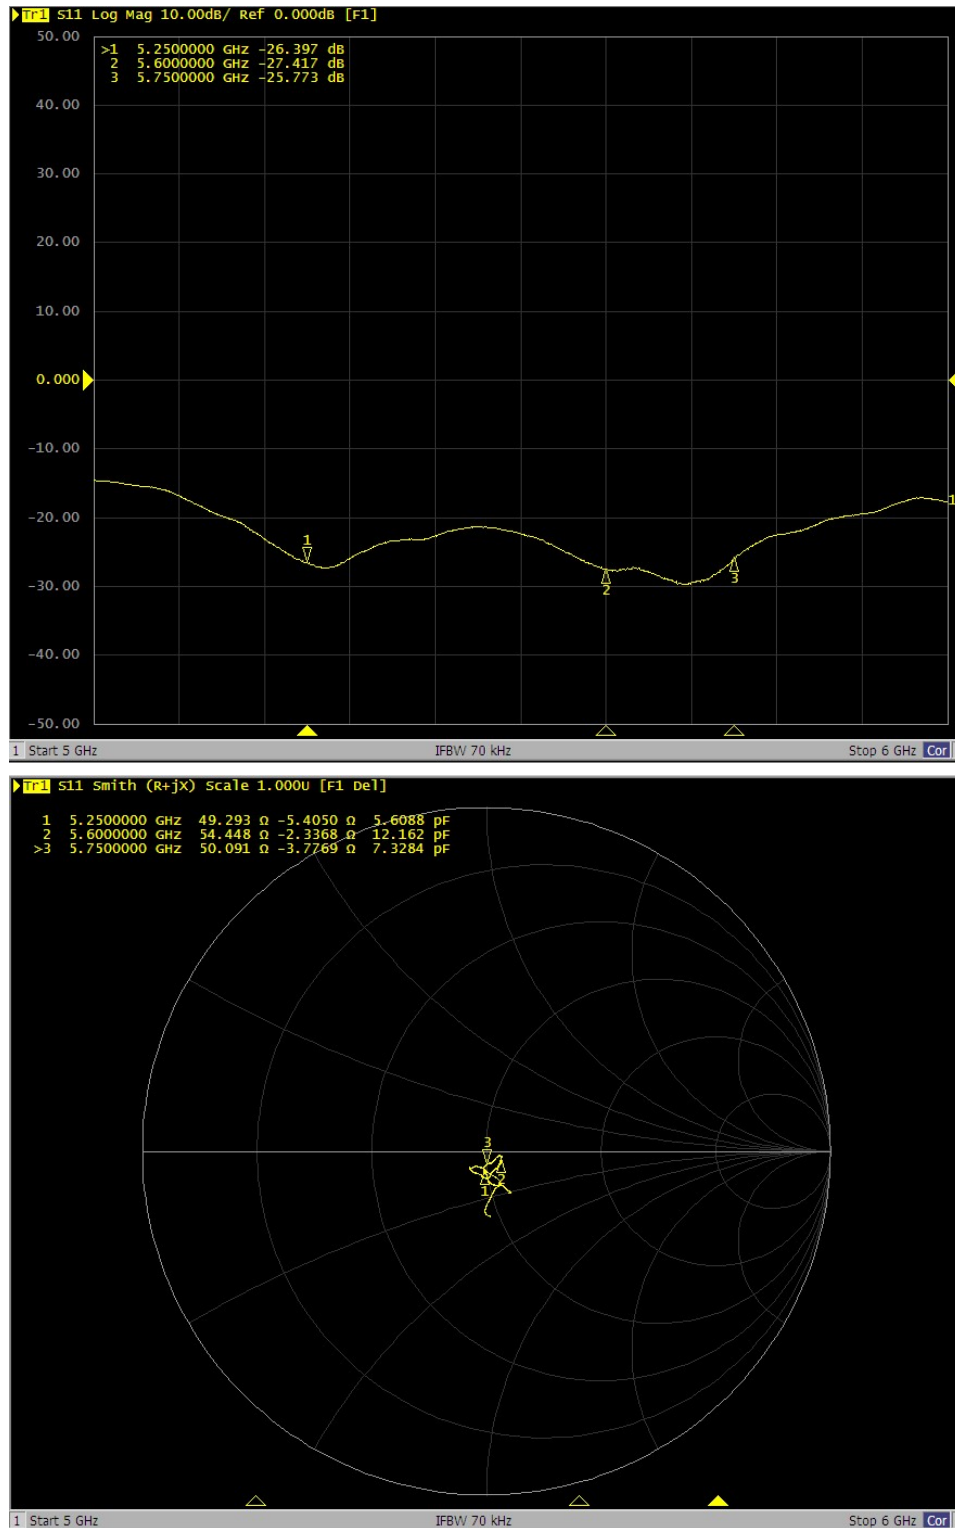 Tr1 S11 Log Mag 10.00dB/ Ref 0.000dB [F1]
50.00
>1 5.2500000 GHz -26.397 dB
2 5.6000000 GHz -27.417 dB
3 5.7500000 GHz -25.773 dB
40.00
30.00
20.00
10.00
0.000
-10.00
-20.00
-30.00
-40.00
-50.00
1
2
3
1
1 Start 5 GHz IFBW 70 kHz Stop 6 GHz Cor
Tr1 S11 Smith (R+jX) Scale 1.000U [F1 Del]
1 5.2500000 GHz 49.293 Ω -5.4050 Ω 5.6088 pF
2 5.6000000 GHz 54.448 Ω -2.3368 Ω 12.162 pF
>3 5.7500000 GHz 50.091 Ω -3.7769 Ω 7.3284 pF
3
2
1
1 Start 5 GHz IFBW 70 kHz Stop 6 GHz Cor